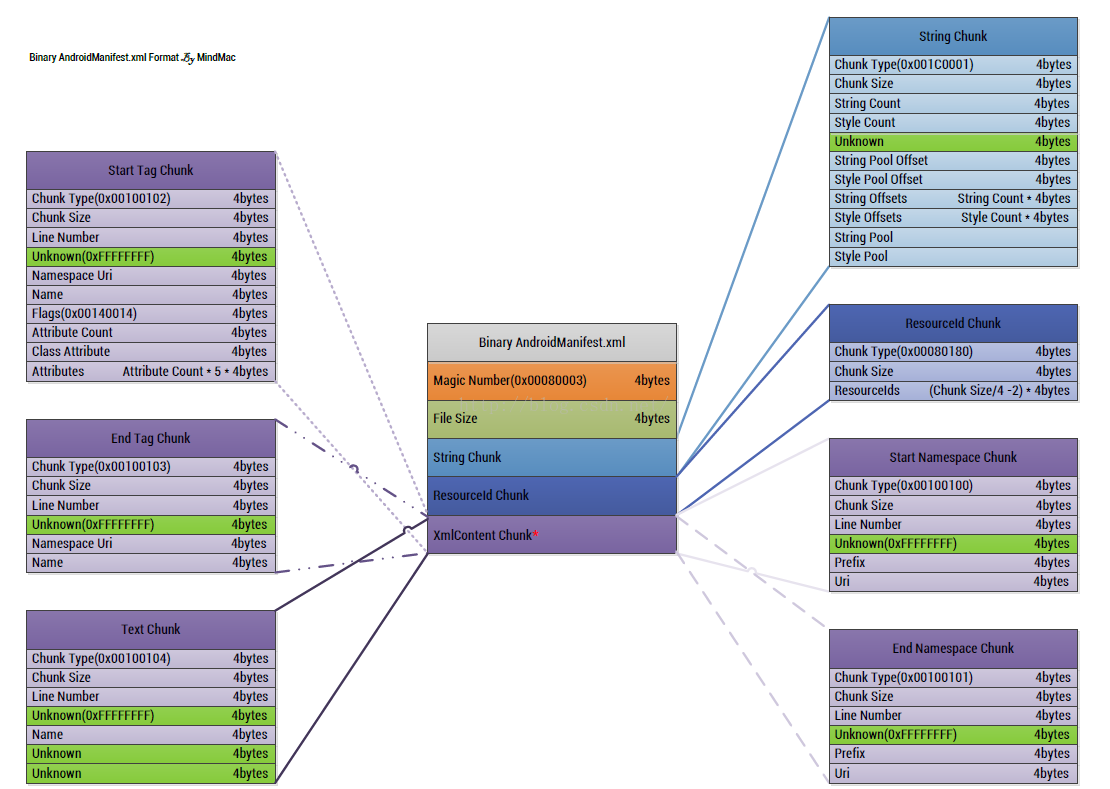 Binary AndroidManifest.xml Format By MindMac
Start Tag Chunk
Chunk Type(0x00100102) 4bytes
Chunk Size 4bytes
Line Number 4bytes
Unknown(0xFFFFFFFF) 4bytes
Namespace Uri 4bytes
Name 4bytes
Flags(0x00140014) 4bytes
Attribute Count 4bytes
Class Attribute 4bytes
Attributes Attribute Count * 5 * 4bytes
End Tag Chunk
Chunk Type(0x00100103) 4bytes
Chunk Size 4bytes
Line Number 4bytes
Unknown(0xFFFFFFFF) 4bytes
Namespace Uri 4bytes
Name 4bytes
Text Chunk
Chunk Type(0x00100104) 4bytes
Chunk Size 4bytes
Line Number 4bytes
Unknown(0xFFFFFFFF) 4bytes
Name 4bytes
Unknown 4bytes
Unknown 4bytes
Binary AndroidManifest.xml
Magic Number(0x00080003) 4bytes
File Size 4bytes
String Chunk
ResourceId Chunk
XmlContent Chunk*
String Chunk
Chunk Type(0x001C0001) 4bytes
Chunk Size 4bytes
String Count 4bytes
Style Count 4bytes
Unknown 4bytes
String Pool Offset 4bytes
Style Pool Offset 4bytes
String Offsets String Count * 4bytes
Style Offsets Style Count * 4bytes
String Pool
Style Pool
ResourceId Chunk
Chunk Type(0x00080180) 4bytes
Chunk Size 4bytes
ResourceIds (Chunk Size/4 -2) * 4bytes
Start Namespace Chunk
Chunk Type(0x00100100) 4bytes
Chunk Size 4bytes
Line Number 4bytes
Unknown(0xFFFFFFFF) 4bytes
Prefix 4bytes
Uri 4bytes
End Namespace Chunk
Chunk Type(0x00100101) 4bytes
Chunk Size 4bytes
Line Number 4bytes
Unknown(0xFFFFFFFF) 4bytes
Prefix 4bytes
Uri 4bytes